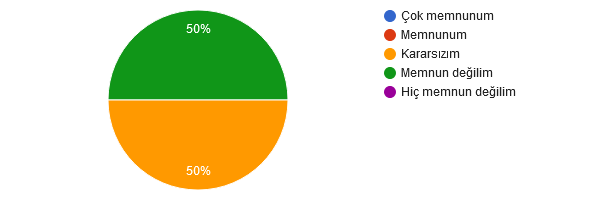 50%
50%
Çok memnunum
Memnunum
Kararsızım
Memnun değilim
Hiç memnun değilim